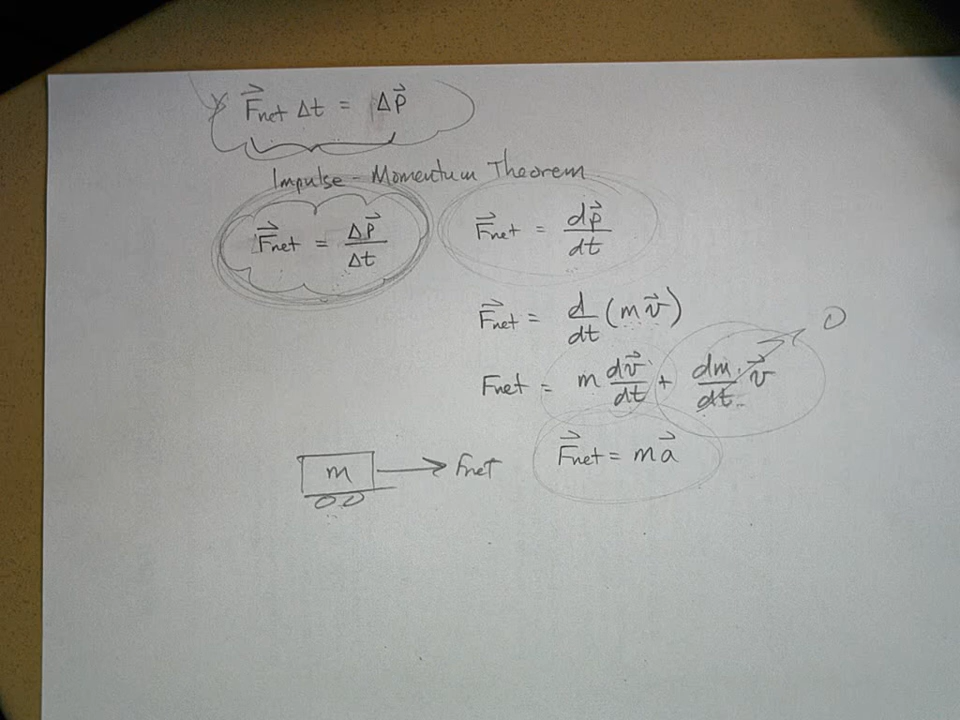 F⃗net Δt = Δp⃗
Impulse - Momentum Theorem
F⃗net = Δp⃗/Δt
F⃗net = dp⃗/dt
F⃗net = d/dt (mv⃗)
Fnet = m dv⃗/dt + dm/dt · v⃗ 0
F⃗net = ma⃗
m Fnet